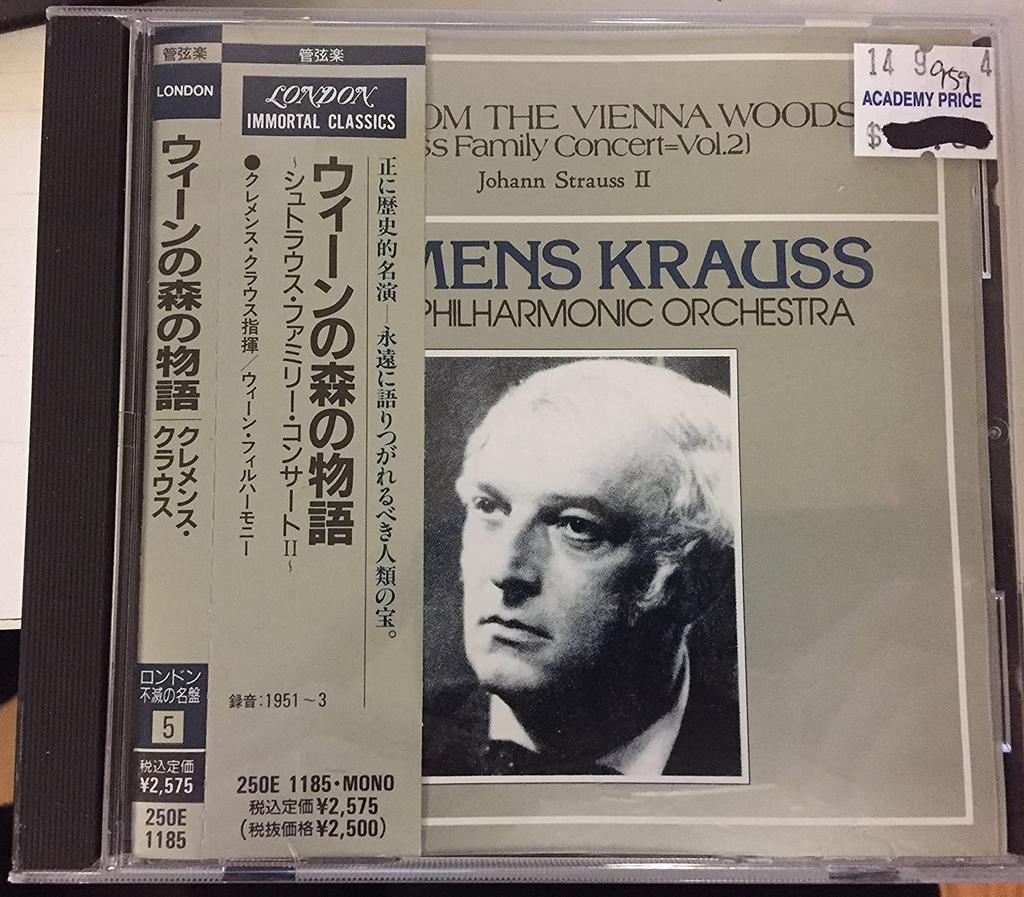 管弦楽
LONDON
ウィーンの森の物語
クレメンス・
クラウス
ロンドン
不滅の名盤
5
税込定価
¥2,575
250E
1185
管弦楽
LONDON
IMMORTAL CLASSICS
正に歴史的名演—永遠に語りつがれるべき人類の宝。
ウィーンの森の物語
~シュトラウス・ファミリー・コンサートII~
●クレメンス・クラウス指揮/ウィーン・フィルハーモニー
録音:1951~3
250E 1185・MONO
税込定価¥2,575
(税抜価格¥2,500)
OM THE VIENNA WOODS
ss Family Concert=Vol.2)
Johann Strauss II
MENS KRAUSS
PHILHARMONIC ORCHESTRA
14 9 959 4
ACADEMY PRICE
$